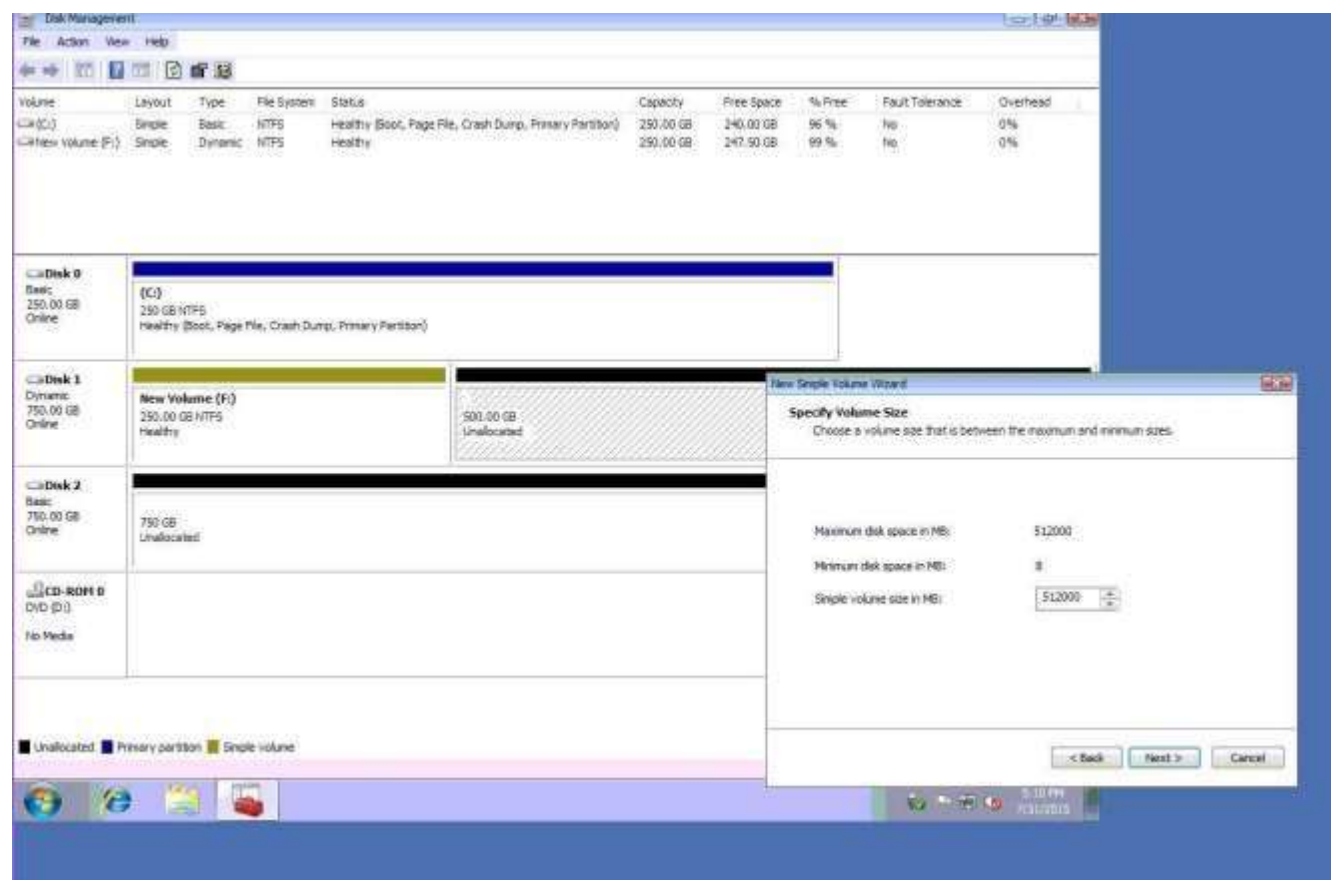 Disk Management
File Action View Help
Volume Layout Type File System Status Capacity Free Space % Free Fault Tolerance Overhead
(C:) Simple Basic NTFS Healthy (Boot, Page File, Crash Dump, Primary Partition) 250.00 GB 240.00 GB 96 % No 0%
New volume (F:) Simple Dynamic NTFS Healthy 250.00 GB 247.50 GB 99 % No 0%
Disk 0
Basic
250.00 GB
Online
(C:)
250 GB NTFS
Healthy (Boot, Page File, Crash Dump, Primary Partition)
Disk 1
Dynamic
750.00 GB
Online
New Volume (F:)
250.00 GB NTFS
Healthy
500.00 GB
Unallocated
Disk 2
Basic
750.00 GB
Online
750 GB
Unallocated
CD-ROM 0
DVD (D:)
No Media
Unallocated Primary partition Simple volume
New Simple Volume Wizard
Specify Volume Size
Choose a volume size that is between the maximum and minimum sizes.
Maximum disk space in MB: 512000
Minimum disk space in MB: 8
Simple volume size in MB: 512000
< Back Next > Cancel
5:10 PM